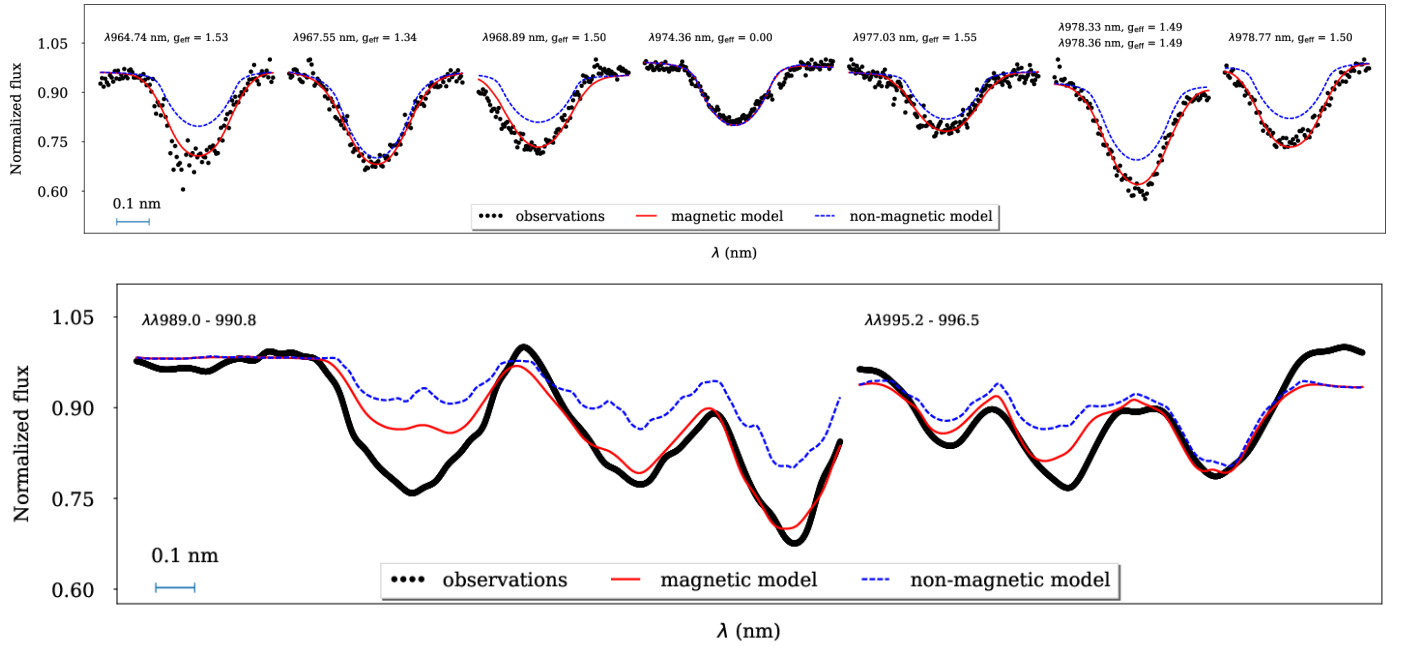 λ964.74 nm, g_eff = 1.53
λ967.55 nm, g_eff = 1.34
λ968.89 nm, g_eff = 1.50
λ974.36 nm, g_eff = 0.00
λ977.03 nm, g_eff = 1.55
λ978.33 nm, g_eff = 1.49
λ978.36 nm, g_eff = 1.49
λ978.77 nm, g_eff = 1.50
Normalized flux
1.05
0.90
0.75
0.60
0.1 nm
observations
magnetic model
non-magnetic model
λ (nm)
λλ989.0 - 990.8
λλ995.2 - 996.5
Normalized flux
1.05
0.90
0.75
0.60
0.1 nm
observations
magnetic model
non-magnetic model
λ (nm)